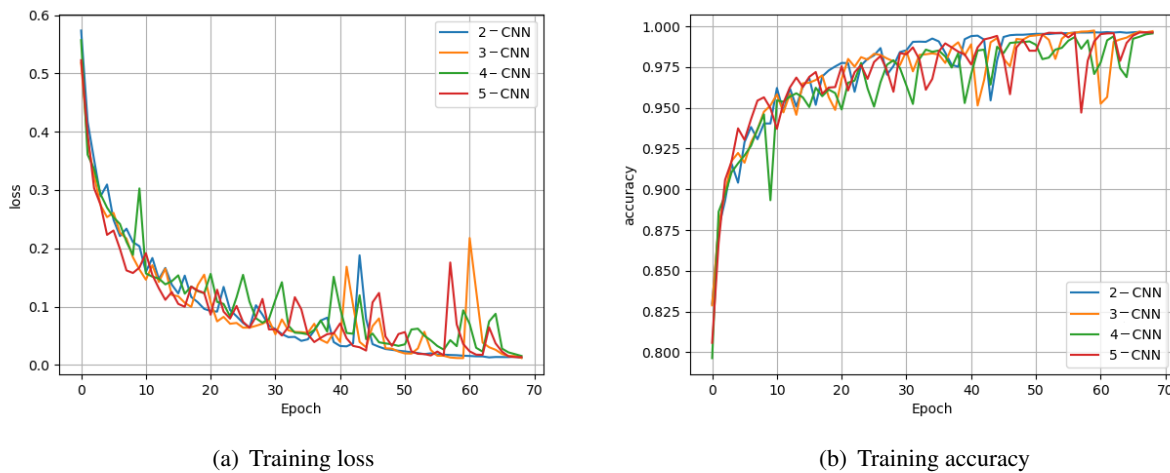 0.6
0.5
0.4
0.3
0.2
0.1
0.0
loss
0
10
20
30
40
50
60
70
Epoch
2−CNN
3−CNN
4−CNN
5−CNN
(a) Training loss
1.000
0.975
0.950
0.925
0.900
0.875
0.850
0.825
0.800
accuracy
0
10
20
30
40
50
60
70
Epoch
2−CNN
3−CNN
4−CNN
5−CNN
(b) Training accuracy